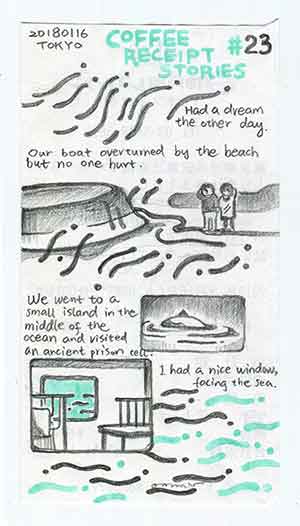 20180116
TOKYO
COFFEE
RECEIPT
STORIES
#23
Had a dream
the other day.
Our boat overturned by the beach
but no one hurt.
We went to a
small island in the
middle of the
ocean and visited
an ancient prison cell.
I had a nice window,
facing the sea.